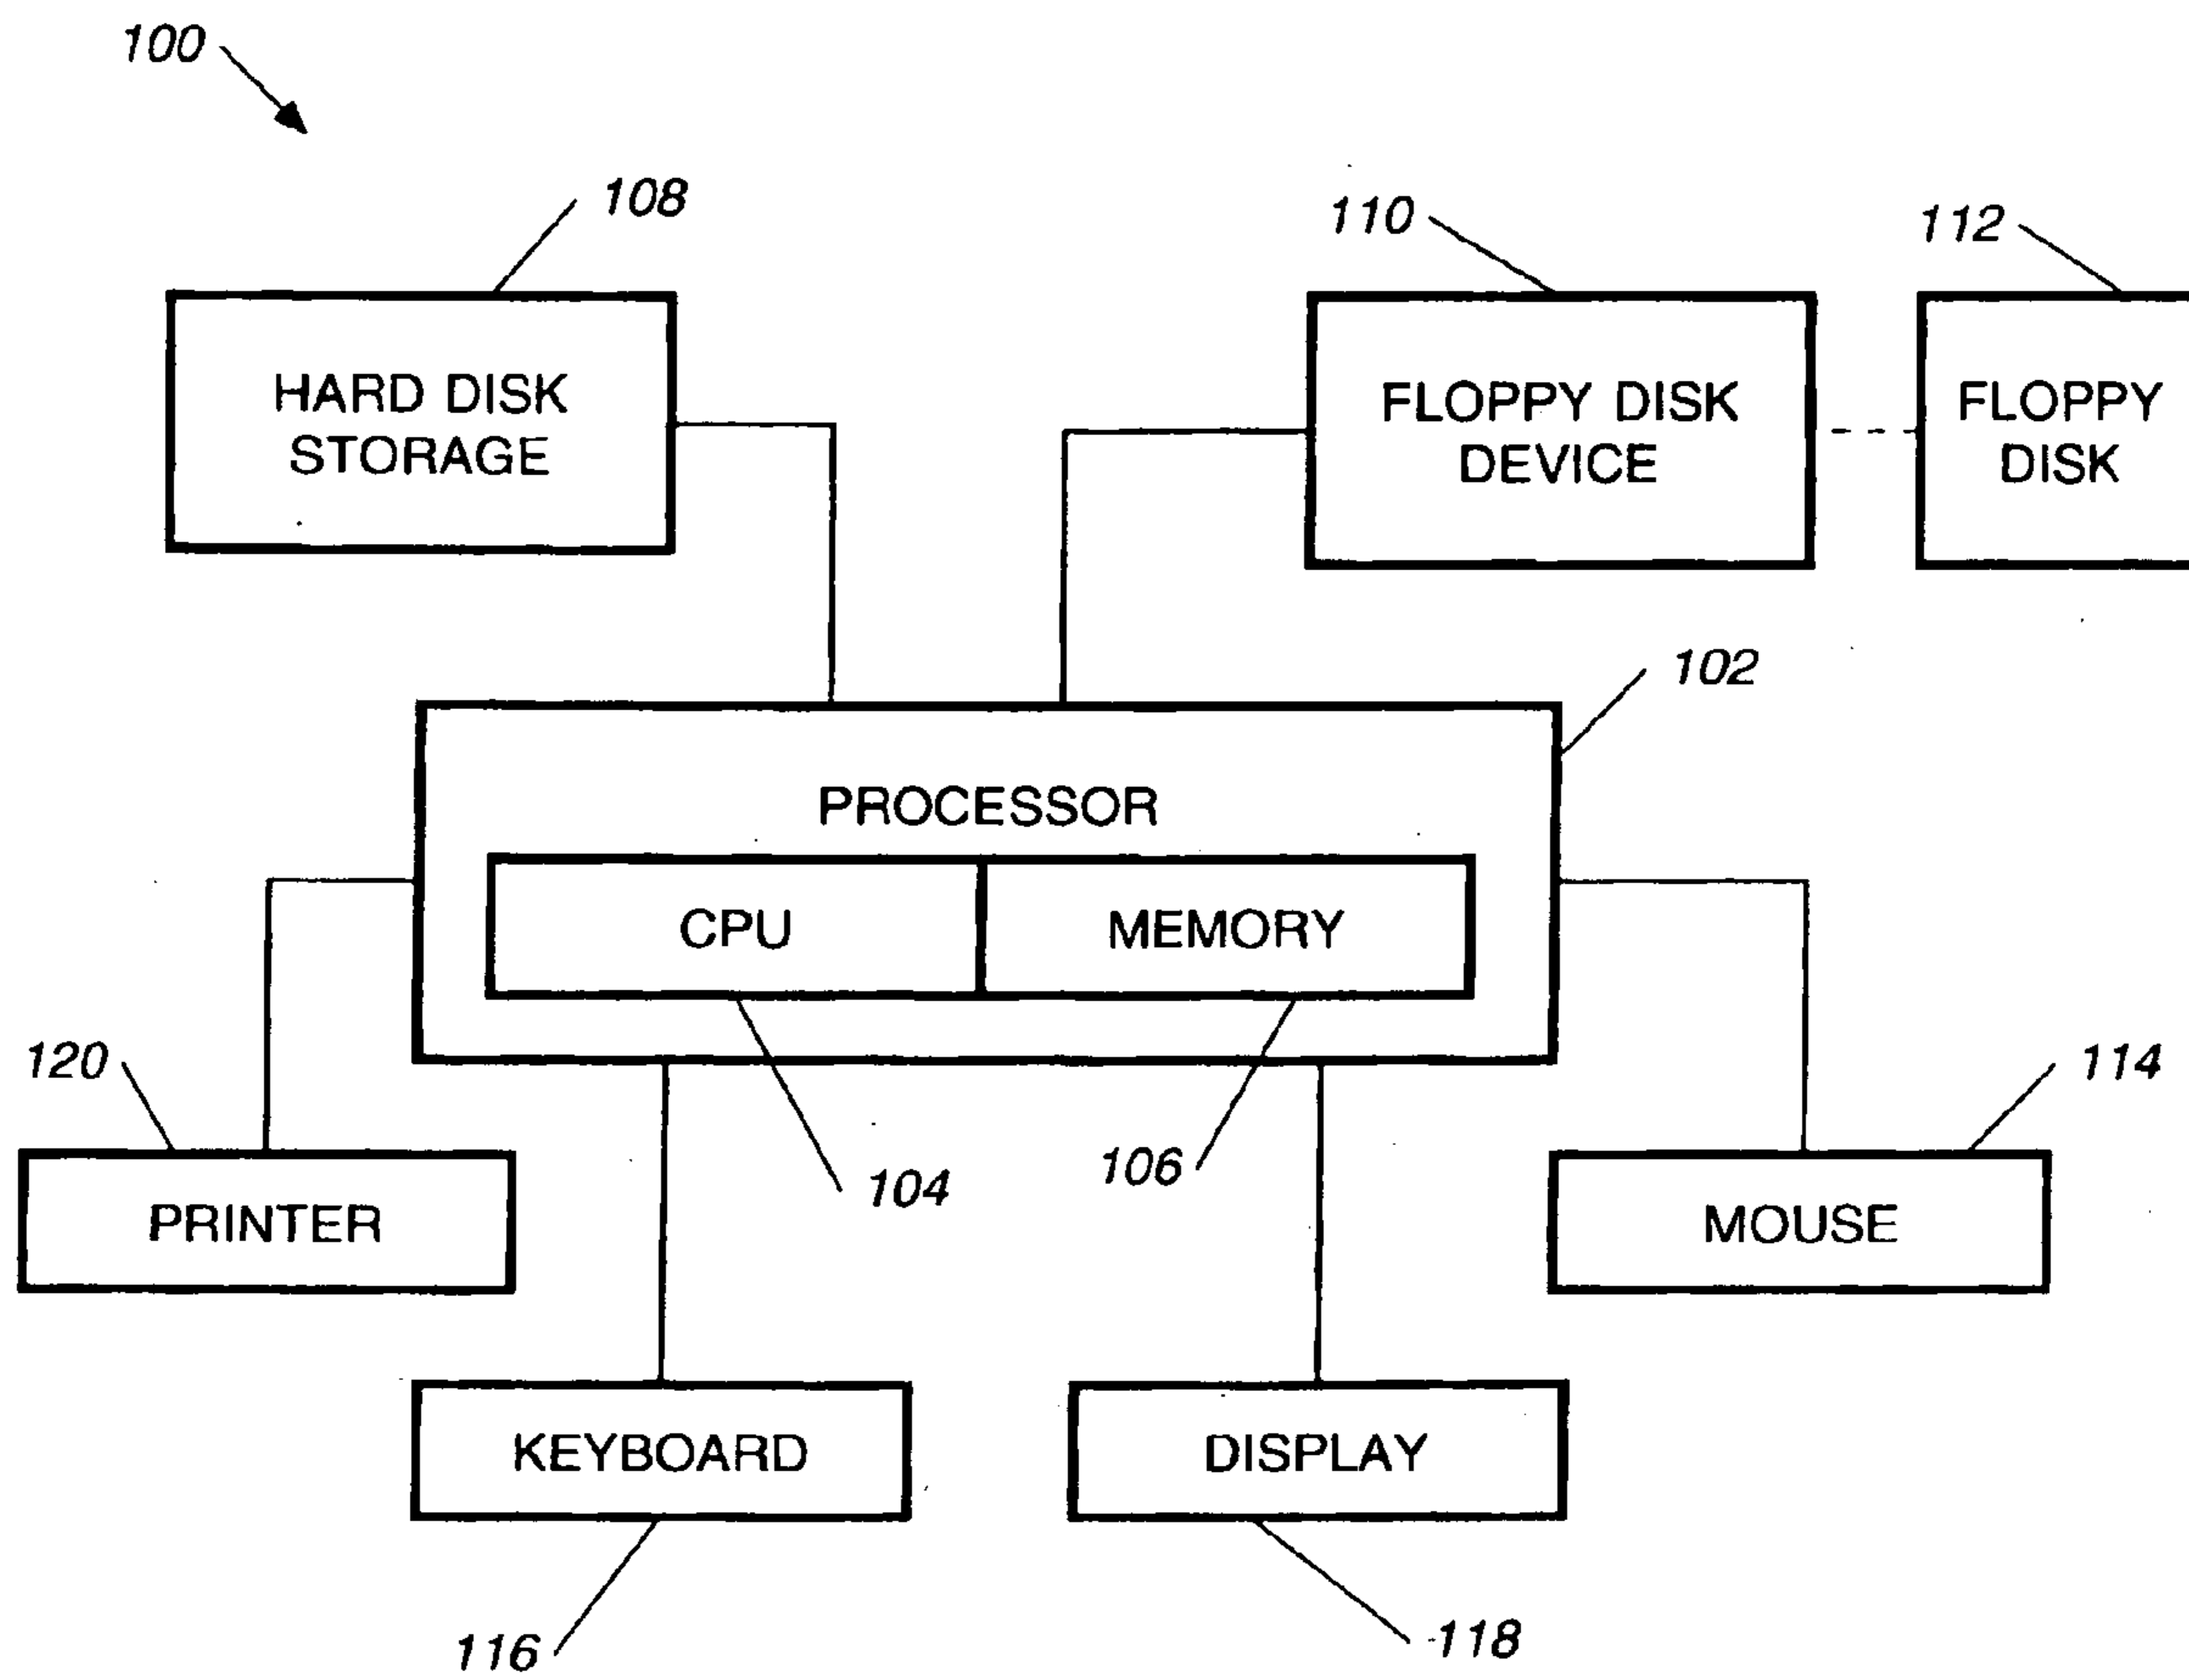 100
108
110
112
HARD DISK
STORAGE
FLOPPY DISK
DEVICE
FLOPPY
DISK
102
PROCESSOR
CPU
MEMORY
120
114
104
106
PRINTER
MOUSE
KEYBOARD
DISPLAY
116
118